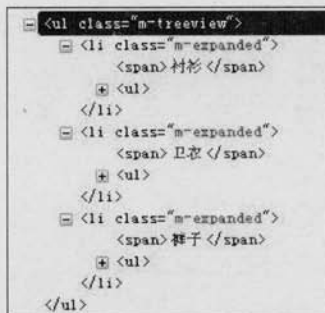 <ul class="m-treeview">
<li class="m-expanded">
<span>衬衫</span>
<ul>
</li>
<li class="m-expanded">
<span>卫衣</span>
<ul>
</li>
<li class="m-expanded">
<span>裤子</span>
<ul>
</li>
</ul>